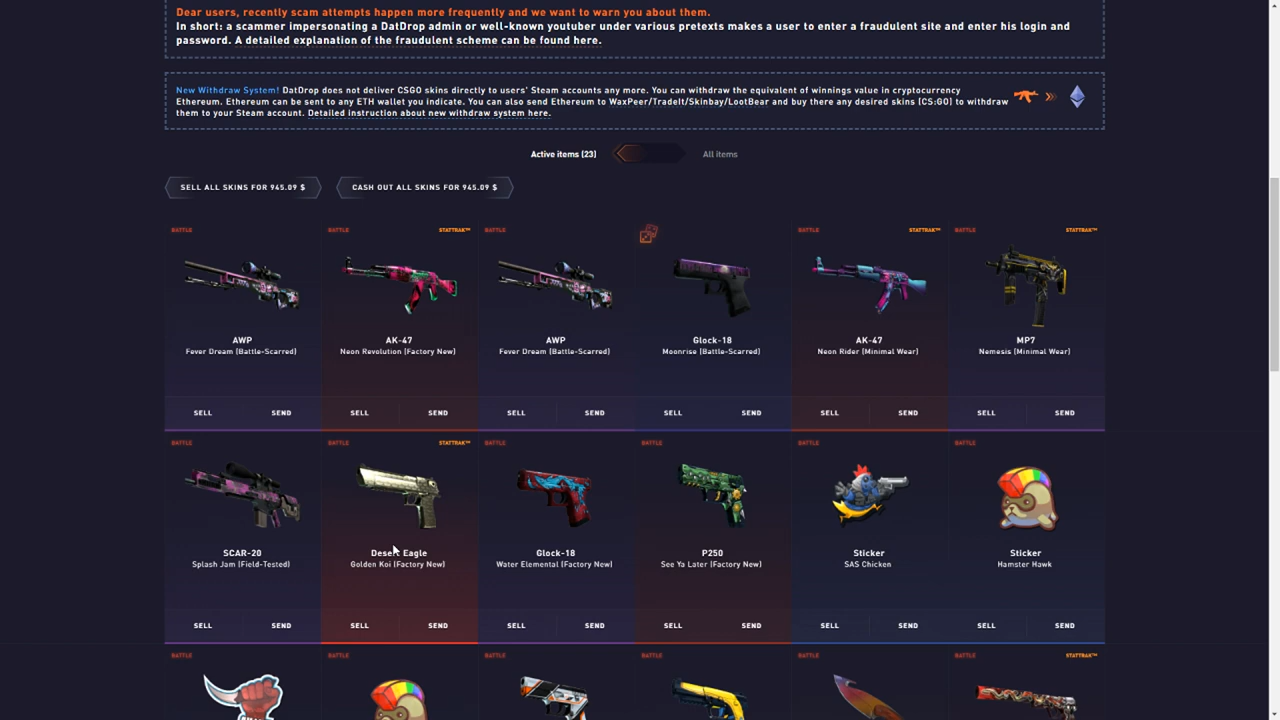 Dear users, recently scam attempts happen more frequently and we want to warn you about them.
In short: a scammer impersonating a DatDrop admin or well-known youtuber under various pretexts makes a user to enter a fraudulent site and enter his login and
password. A detailed explanation of the fraudulent scheme can be found here.
New Withdraw System! DatDrop does not deliver CSGO skins directly to users' Steam accounts any more. You can withdraw the equivalent of winnings value in cryptocurrency
Ethereum. Ethereum can be sent to any ETH wallet you indicate. You can also send Ethereum to WaxPeer/TradeIt/Skinbay/LootBear and buy there any desired skins (CS:GO) to withdraw
them to your Steam account. Detailed instruction about new withdraw system here.
Active items (23) All items
SELL ALL SKINS FOR 945.09 $ CASH OUT ALL SKINS FOR 945.09 $
BATTLE BATTLE STATTRAK™ BATTLE BATTLE STATTRAK™ BATTLE STATTRAK™
AWP AK-47 AWP Glock-18 AK-47 MP7
Fever Dream (Battle-Scarred) Neon Revolution (Factory New) Fever Dream (Battle-Scarred) Moonrise (Battle-Scarred) Neon Rider (Minimal Wear) Nemesis (Minimal Wear)
SELL SEND SELL SEND SELL SEND SELL SEND SELL SEND SELL SEND
BATTLE BATTLE STATTRAK™ BATTLE BATTLE BATTLE BATTLE
SCAR-20 Desert Eagle Glock-18 P250 Sticker Sticker
Splash Jam (Field-Tested) Golden Koi (Factory New) Water Elemental (Factory New) See Ya Later (Factory New) SAS Chicken Hamster Hawk
SELL SEND SELL SEND SELL SEND SELL SEND SELL SEND SELL SEND
BATTLE BATTLE BATTLE BATTLE BATTLE BATTLE STATTRAK™